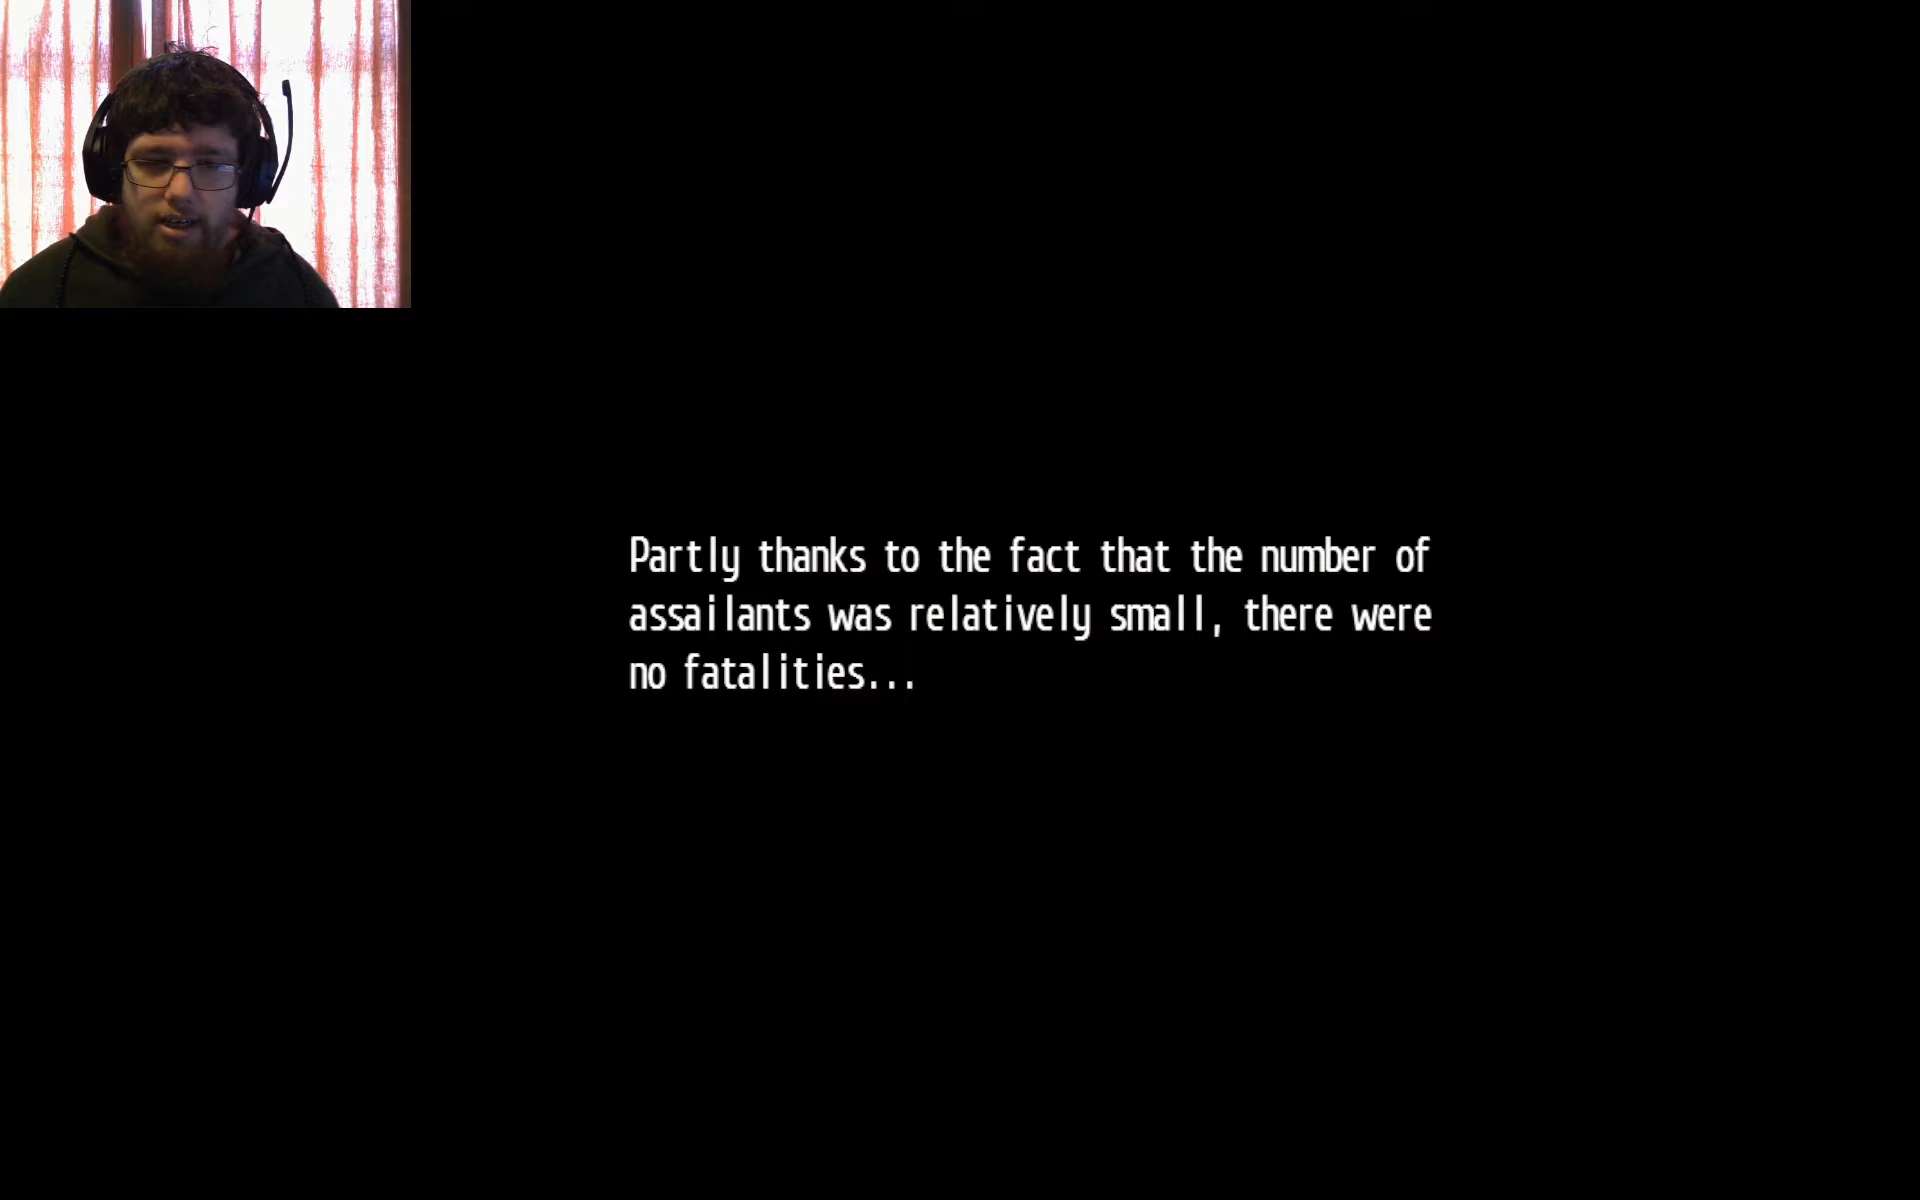 Partly thanks to the fact that the number of
assailants was relatively small, there were
no fatalities...